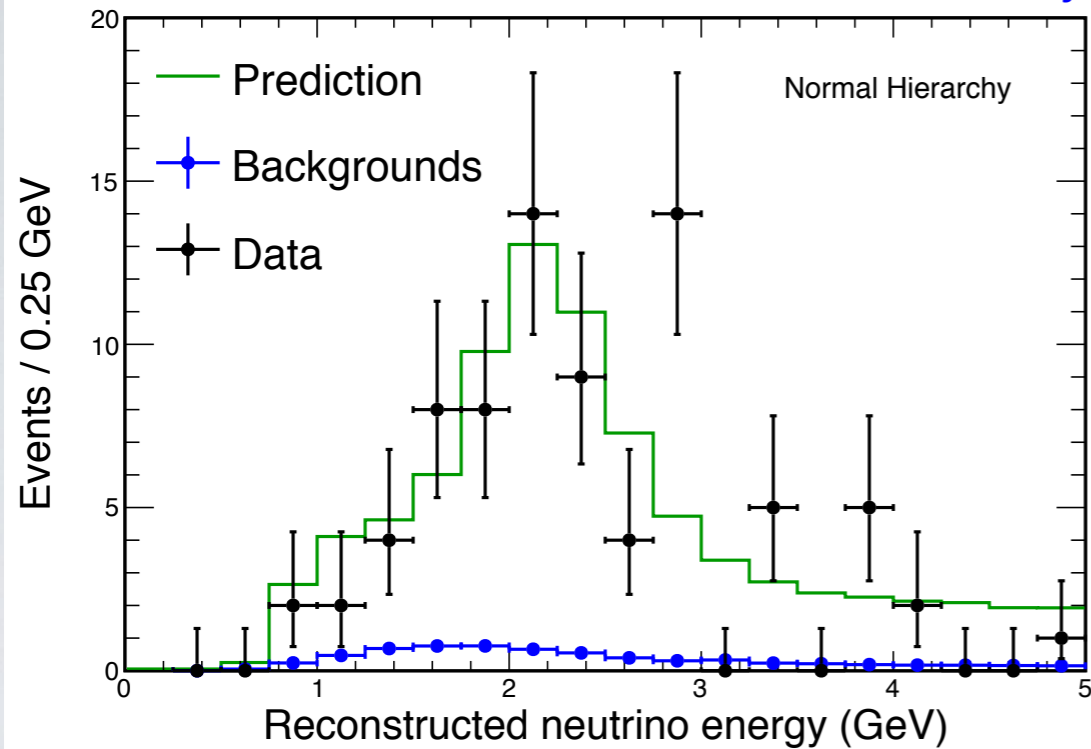 20
Prediction
Normal Hierarchy
Backgrounds
15
Data
10
5
0
0 1 2 3 4 5
Events / 0.25 GeV
Reconstructed neutrino energy (GeV)